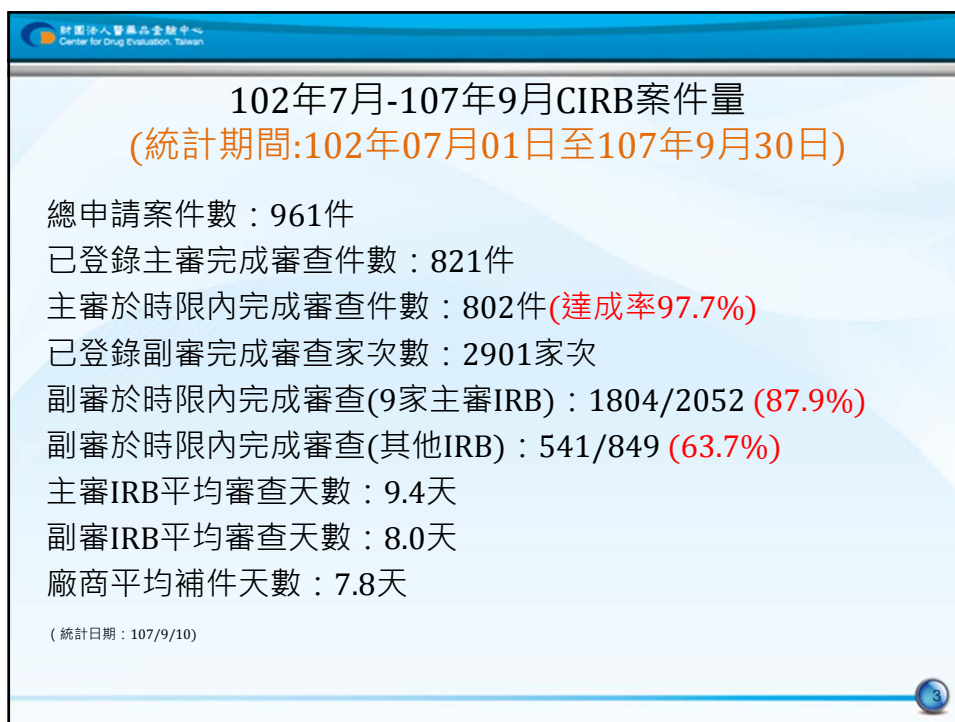 財團法人醫藥品查驗中心
Center for Drug Evaluation, Taiwan
102年7月-107年9月CIRB案件量
(統計期間:102年07月01日至107年9月30日)
總申請案件數：961件
已登錄主審完成審查件數：821件
主審於時限內完成審查件數：802件(達成率97.7%)
已登錄副審完成審查家次數：2901家次
副審於時限內完成審查(9家主審IRB)：1804/2052 (87.9%)
副審於時限內完成審查(其他IRB)：541/849 (63.7%)
主審IRB平均審查天數：9.4天
副審IRB平均審查天數：8.0天
廠商平均補件天數：7.8天
（統計日期：107/9/10)
3